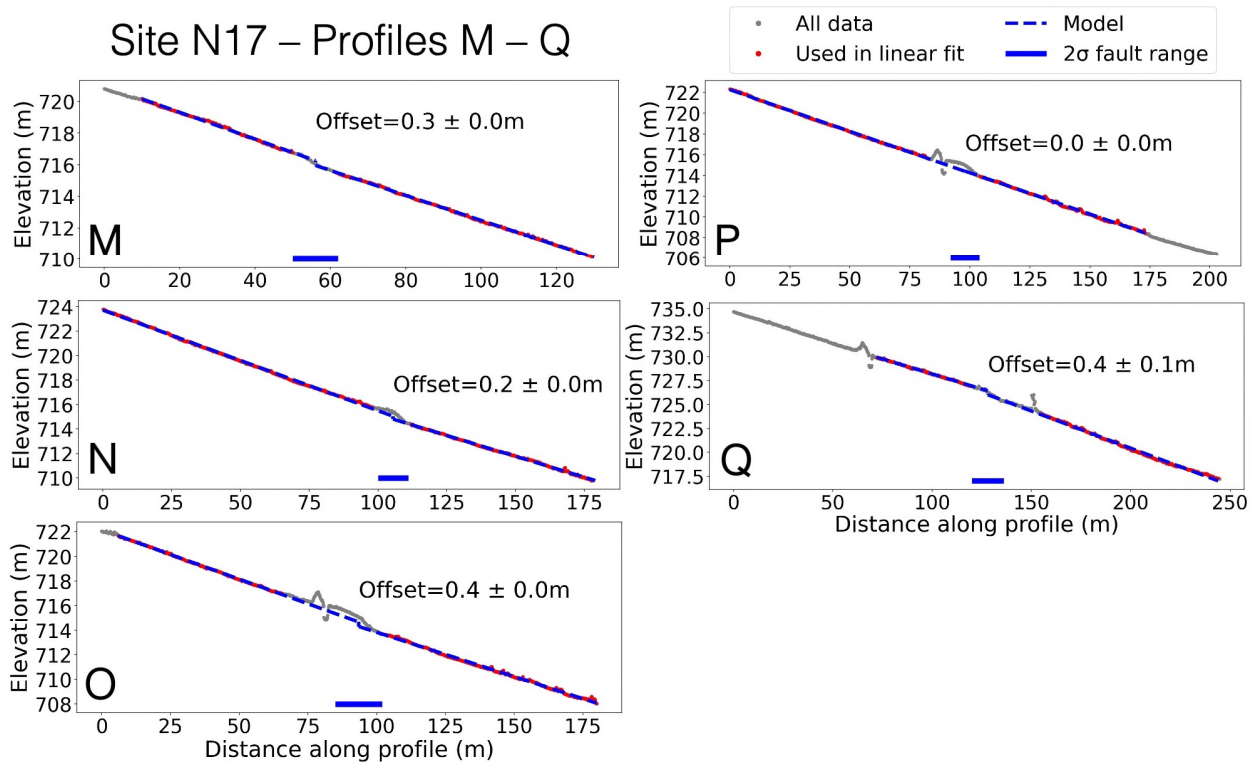 Site N17 – Profiles M – Q
All data
Used in linear fit
Model
2σ fault range
Elevation (m)
720
718
716
714
712
710
Offset=0.3 ± 0.0m
M
0 20 40 60 80 100 120
Elevation (m)
722
720
718
716
714
712
710
708
706
Offset=0.0 ± 0.0m
P
0 25 50 75 100 125 150 175 200
Elevation (m)
724
722
720
718
716
714
712
710
Offset=0.2 ± 0.0m
N
0 25 50 75 100 125 150 175
Elevation (m)
735.0
732.5
730.0
727.5
725.0
722.5
720.0
717.5
Offset=0.4 ± 0.1m
Q
0 50 100 150 200 250
Distance along profile (m)
Elevation (m)
722
720
718
716
714
712
710
708
Offset=0.4 ± 0.0m
O
0 25 50 75 100 125 150 175
Distance along profile (m)